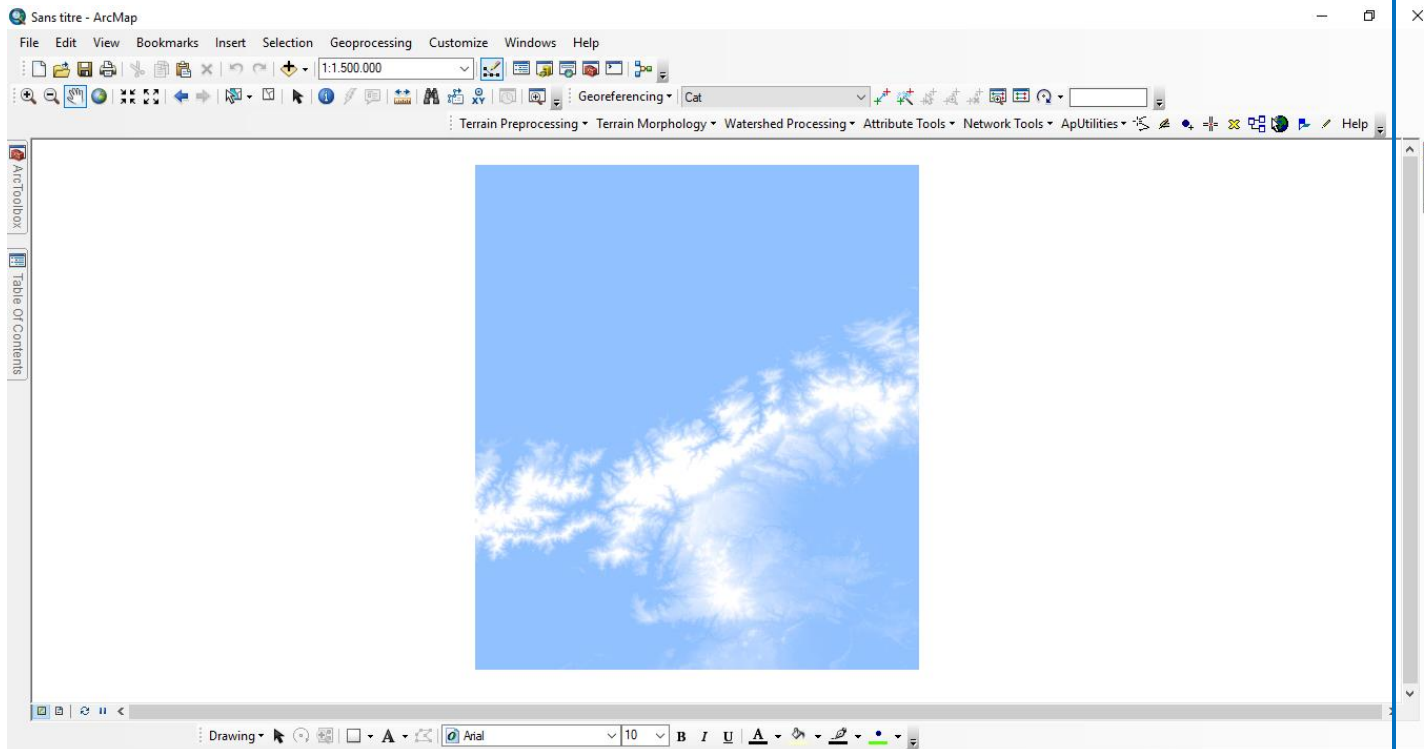 Sans titre - ArcMap
File Edit View Bookmarks Insert Selection Geoprocessing Customize Windows Help
1:1.500.000
Georeferencing Cat
Terrain Preprocessing Terrain Morphology Watershed Processing Attribute Tools Network Tools ApUtilities Help
ArcToolbox
Table Of Contents
Drawing A Arial 10 B I U A